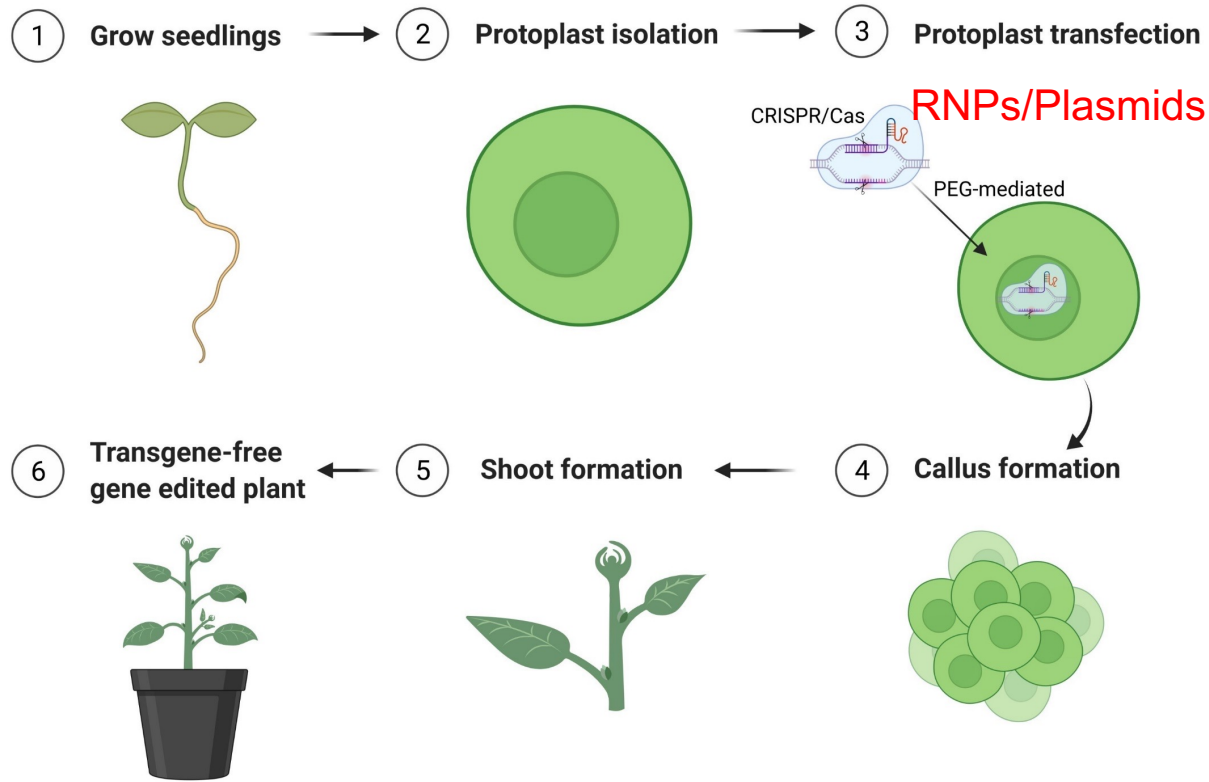 1 Grow seedlings
2 Protoplast isolation
3 Protoplast transfection
CRISPR/Cas
RNPs/Plasmids
PEG-mediated
4 Callus formation
5 Shoot formation
6 Transgene-free
gene edited plant